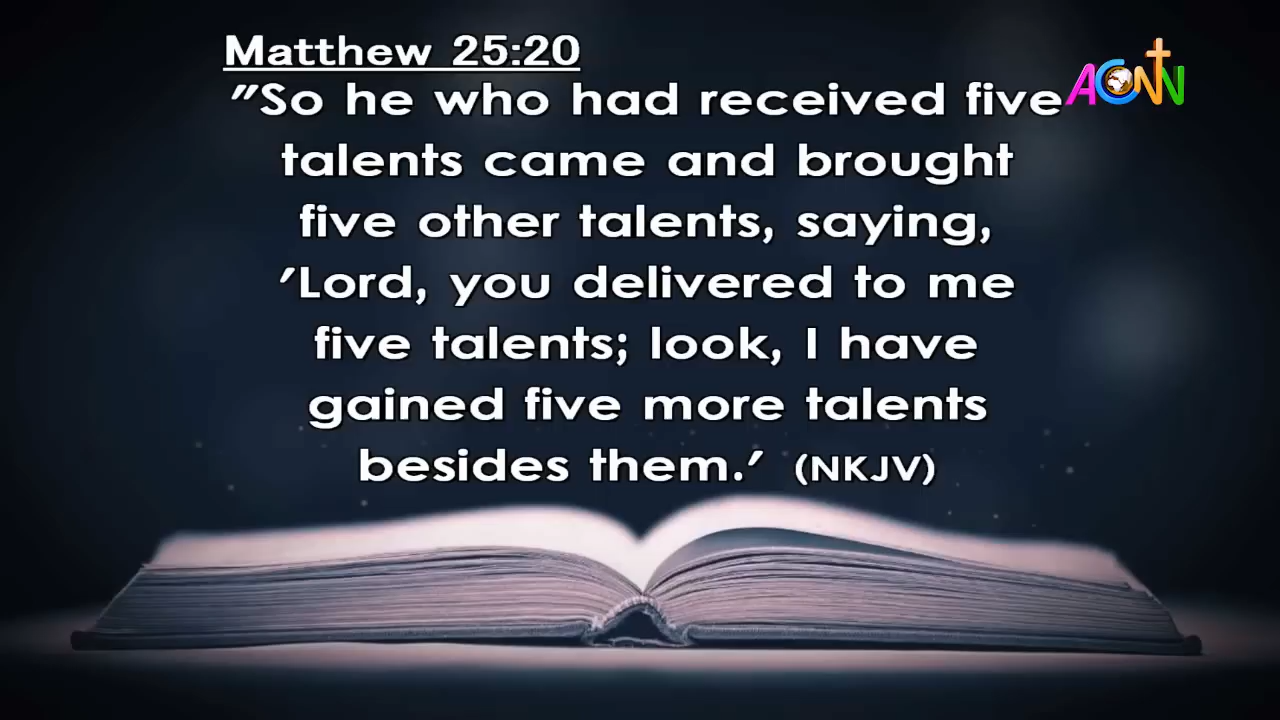 Matthew 25:20
"So he who had received five
ACNN
talents came and brought
five other talents, saying,
'Lord, you delivered to me
five talents; look, I have
gained five more talents
besides them.' (NKJV)